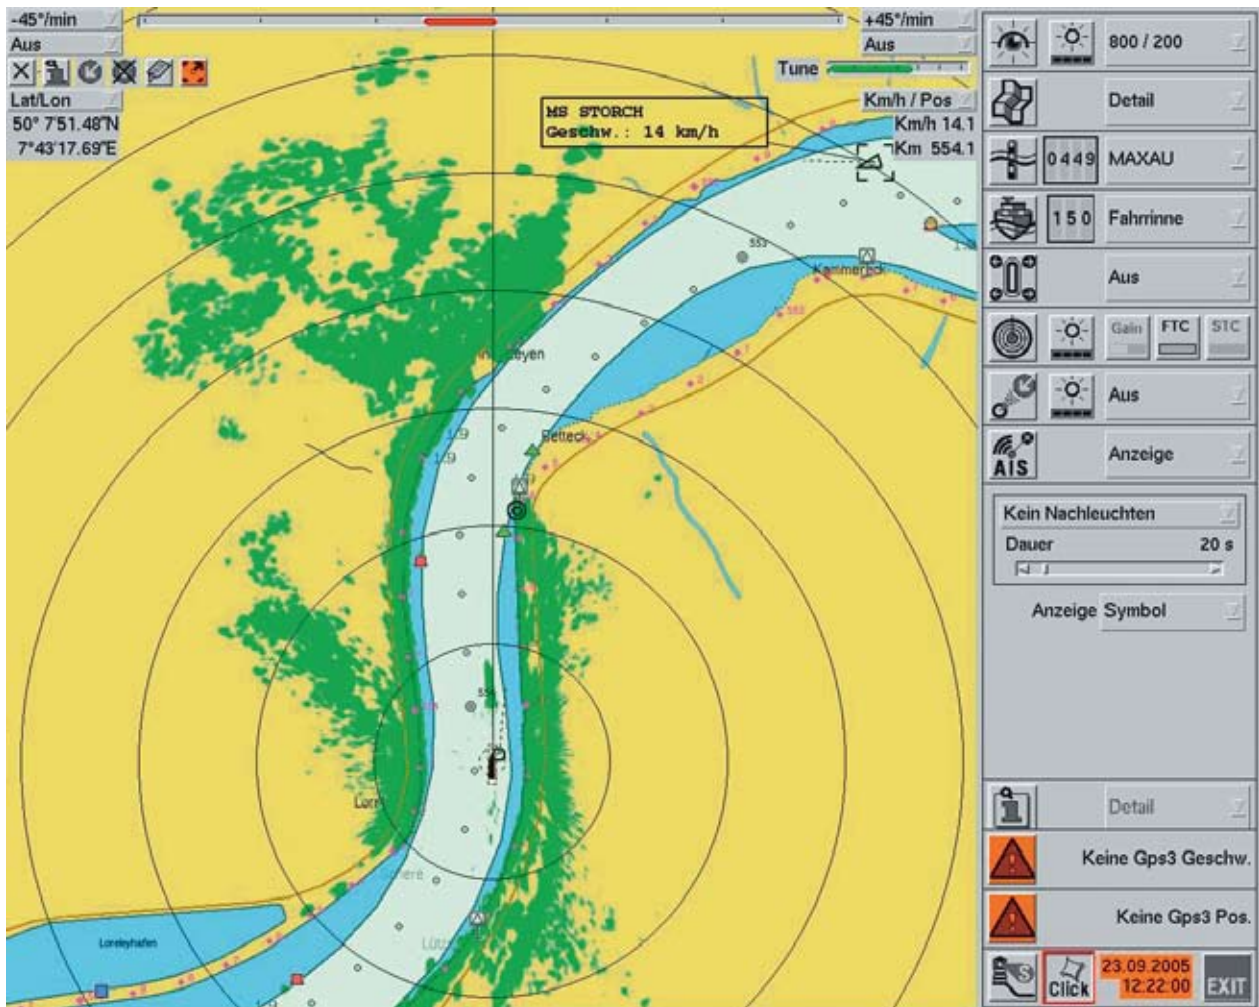 -45°/min
Aus
Lat/Lon
50° 7'51.48"N
7°43'17.69"E
+45°/min
Aus
Tune
Km/h / Pos
Km/h 14.1
Km 554.1
MS STORCH
Geschw.: 14 km/h
553
Kammereck
552
1.9
1.9
Betteck
554
Loreleyhafen
800 / 200
Detail
0449 MAXAU
150 Fahrrinne
Aus
Gain FTC STC
Aus
AIS Anzeige
Kein Nachleuchten
Dauer 20 s
Anzeige Symbol
Detail
Keine Gps3 Geschw.
Keine Gps3 Pos.
Click
23.09.2005
12:22:00
EXIT